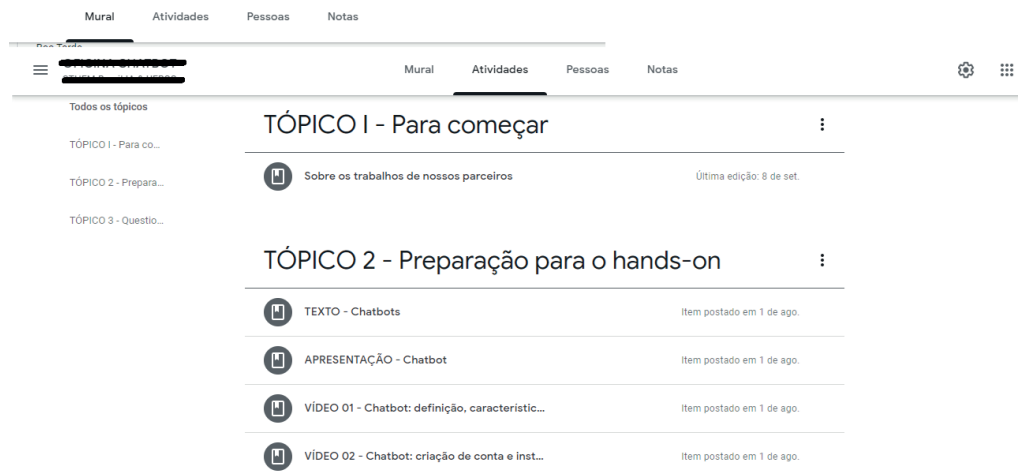 Mural Atividades Pessoas Notas
Mural Atividades Pessoas Notas
Todos os tópicos
TÓPICO I - Para co...
TÓPICO 2 - Prepara...
TÓPICO 3 - Questio...
TÓPICO I - Para começar
Sobre os trabalhos de nossos parceiros Última edição: 8 de set.
TÓPICO 2 - Preparação para o hands-on
TEXTO - Chatbots Item postado em 1 de ago.
APRESENTAÇÃO - Chatbot Item postado em 1 de ago.
VÍDEO 01 - Chatbot: definição, característic... Item postado em 1 de ago.
VÍDEO 02 - Chatbot: criação de conta e inst... Item postado em 1 de ago.